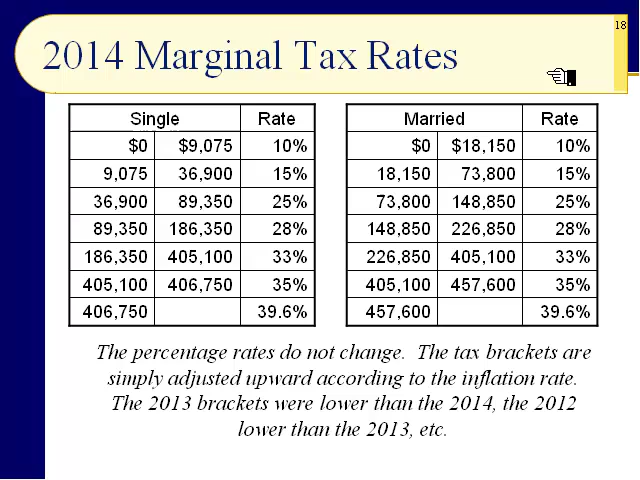 18
2014 Marginal Tax Rates
Single Rate Married Rate
$0 $9,075 10% $0 $18,150 10%
9,075 36,900 15% 18,150 73,800 15%
36,900 89,350 25% 73,800 148,850 25%
89,350 186,350 28% 148,850 226,850 28%
186,350 405,100 33% 226,850 405,100 33%
405,100 406,750 35% 405,100 457,600 35%
406,750 39.6% 457,600 39.6%
The percentage rates do not change. The tax brackets are
simply adjusted upward according to the inflation rate.
The 2013 brackets were lower than the 2014, the 2012
lower than the 2013, etc.